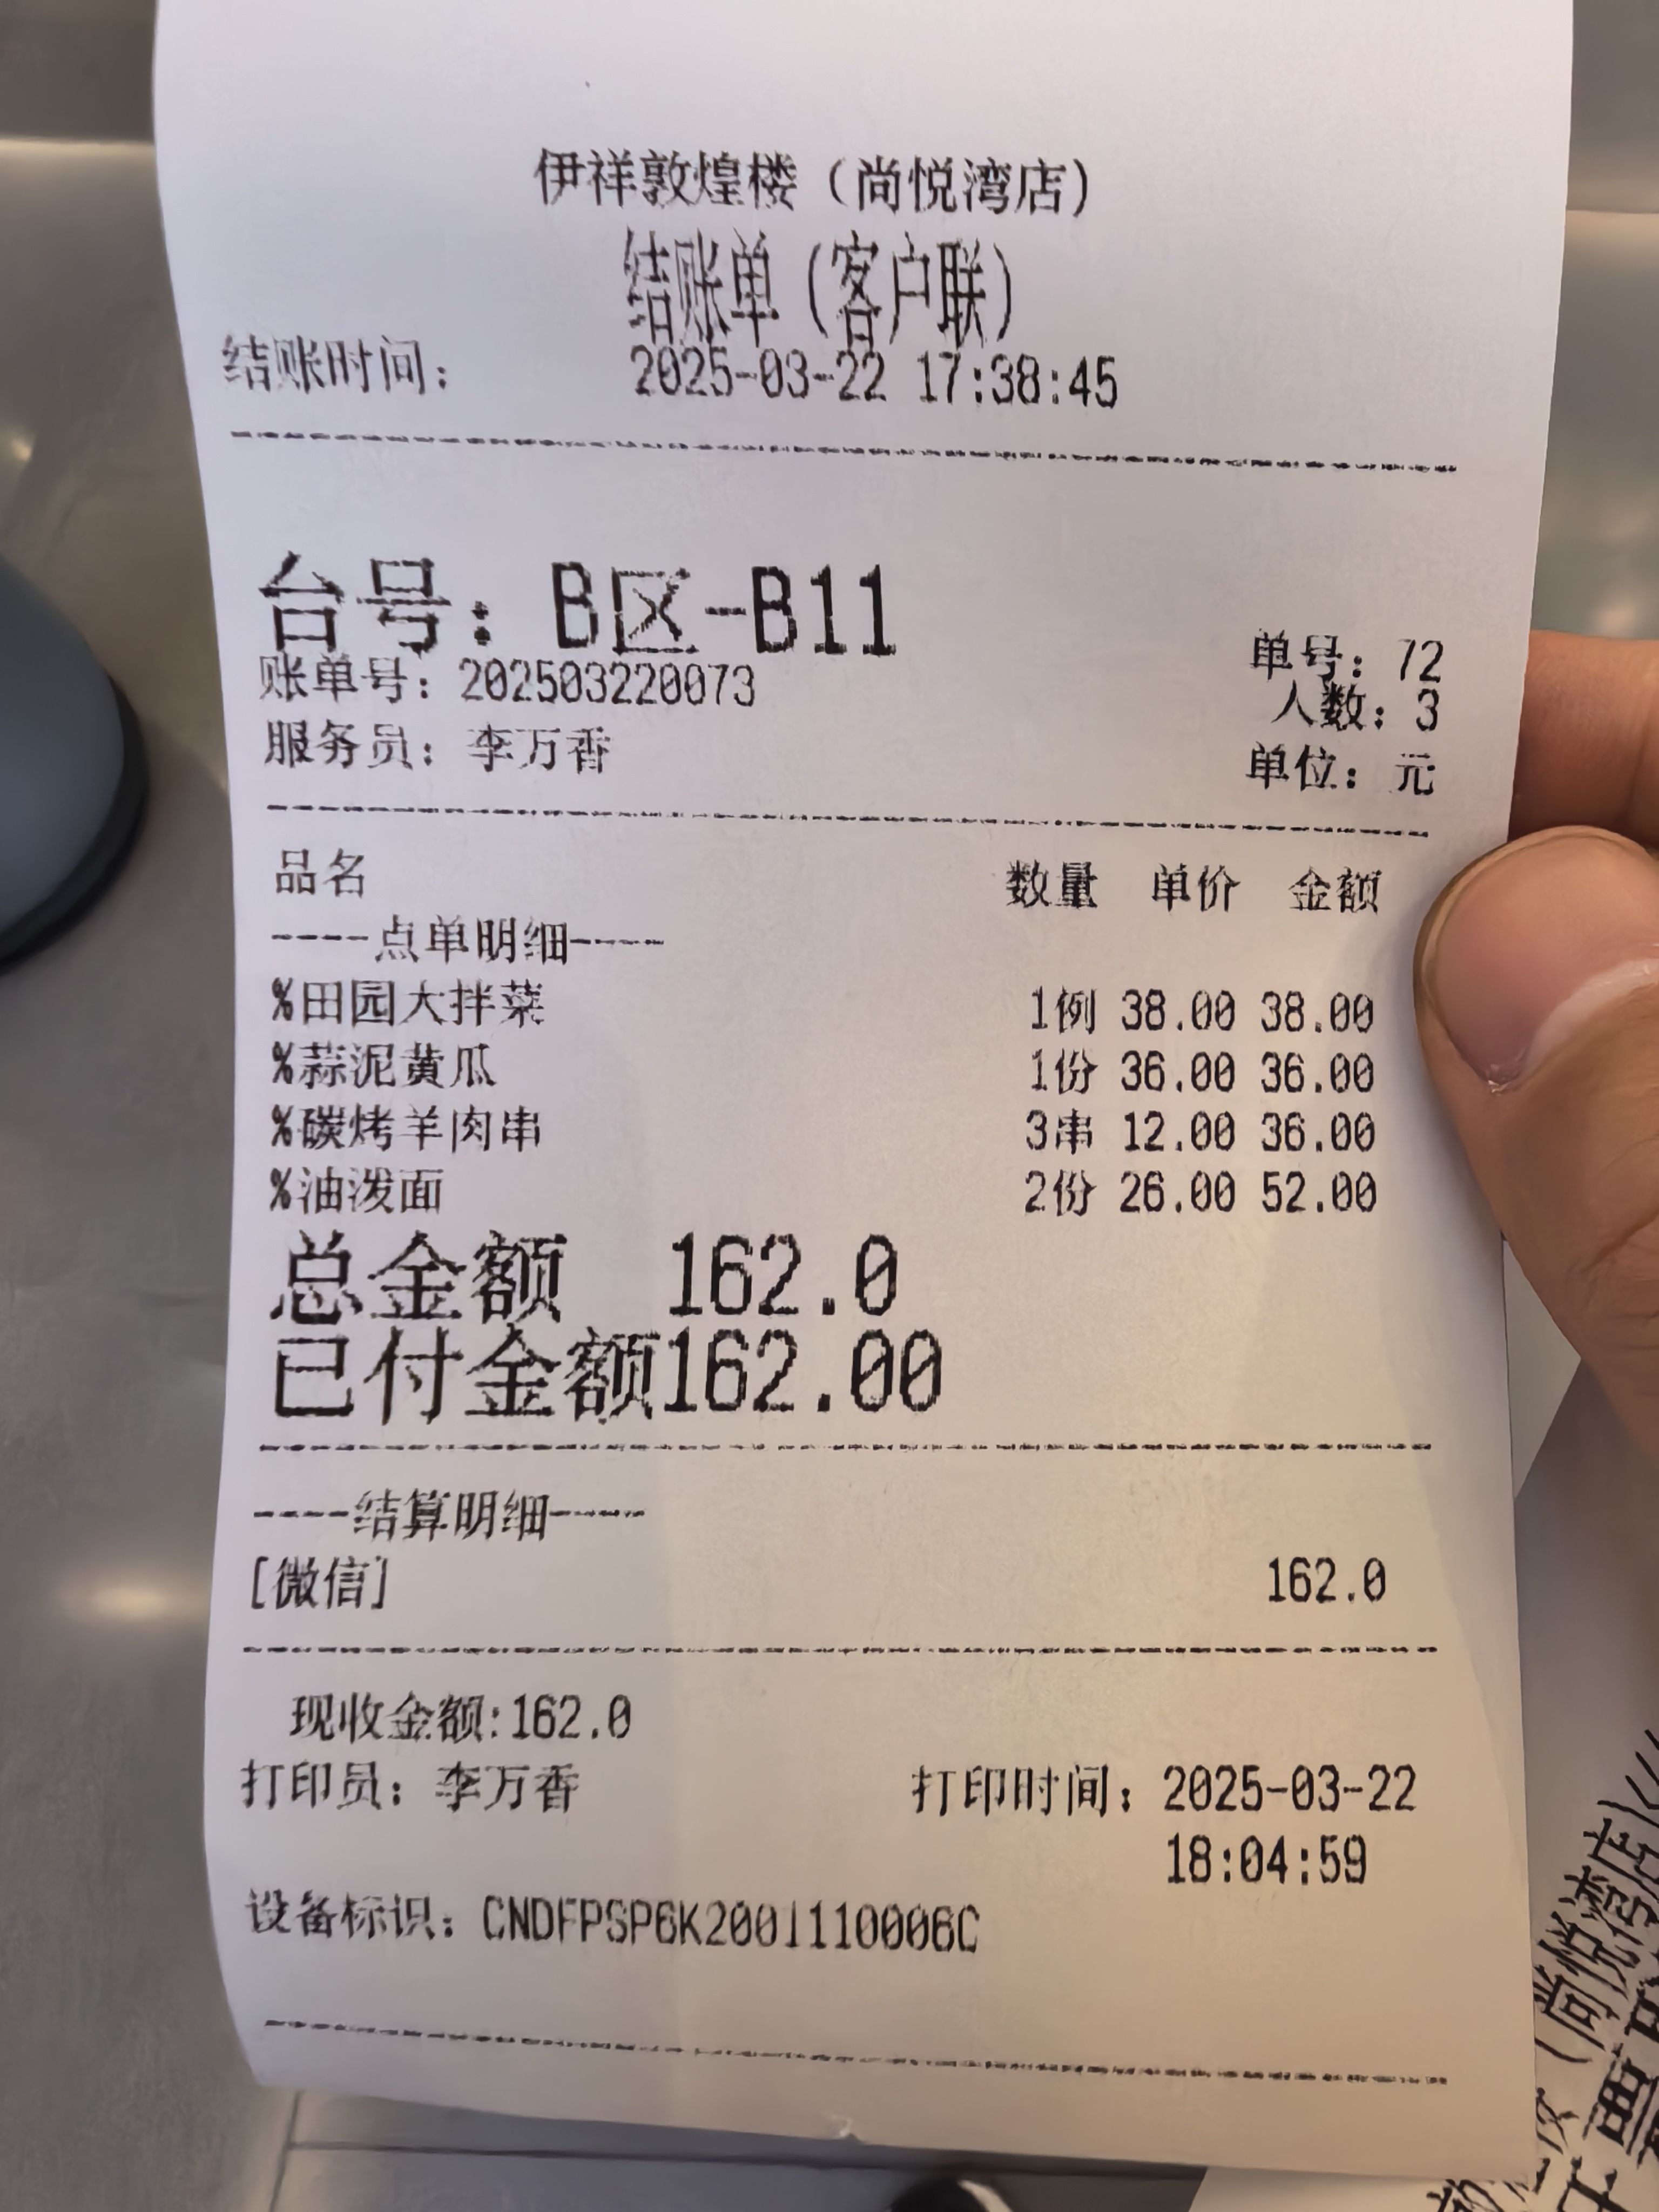 伊祥敦煌楼（尚悦湾店）
结账单（客户联）
结账时间： 2025-03-22 17:38:45
台号：B区-B11
单号：72
账单号：202503220073
人数：3
服务员：李万香
单位：元
品名 数量 单价 金额
----点单明细----
%田园大拌菜 1例 38.00 38.00
%蒜泥黄瓜 1份 36.00 36.00
%碳烤羊肉串 3串 12.00 36.00
%油泼面 2份 26.00 52.00
总金额 162.0
已付金额162.00
----结算明细----
[微信] 162.0
现收金额:162.0
打印员：李万香 打印时间：2025-03-22
18:04:59
设备标识：CNDFPSP6K2001110006C
（尚悦湾店）